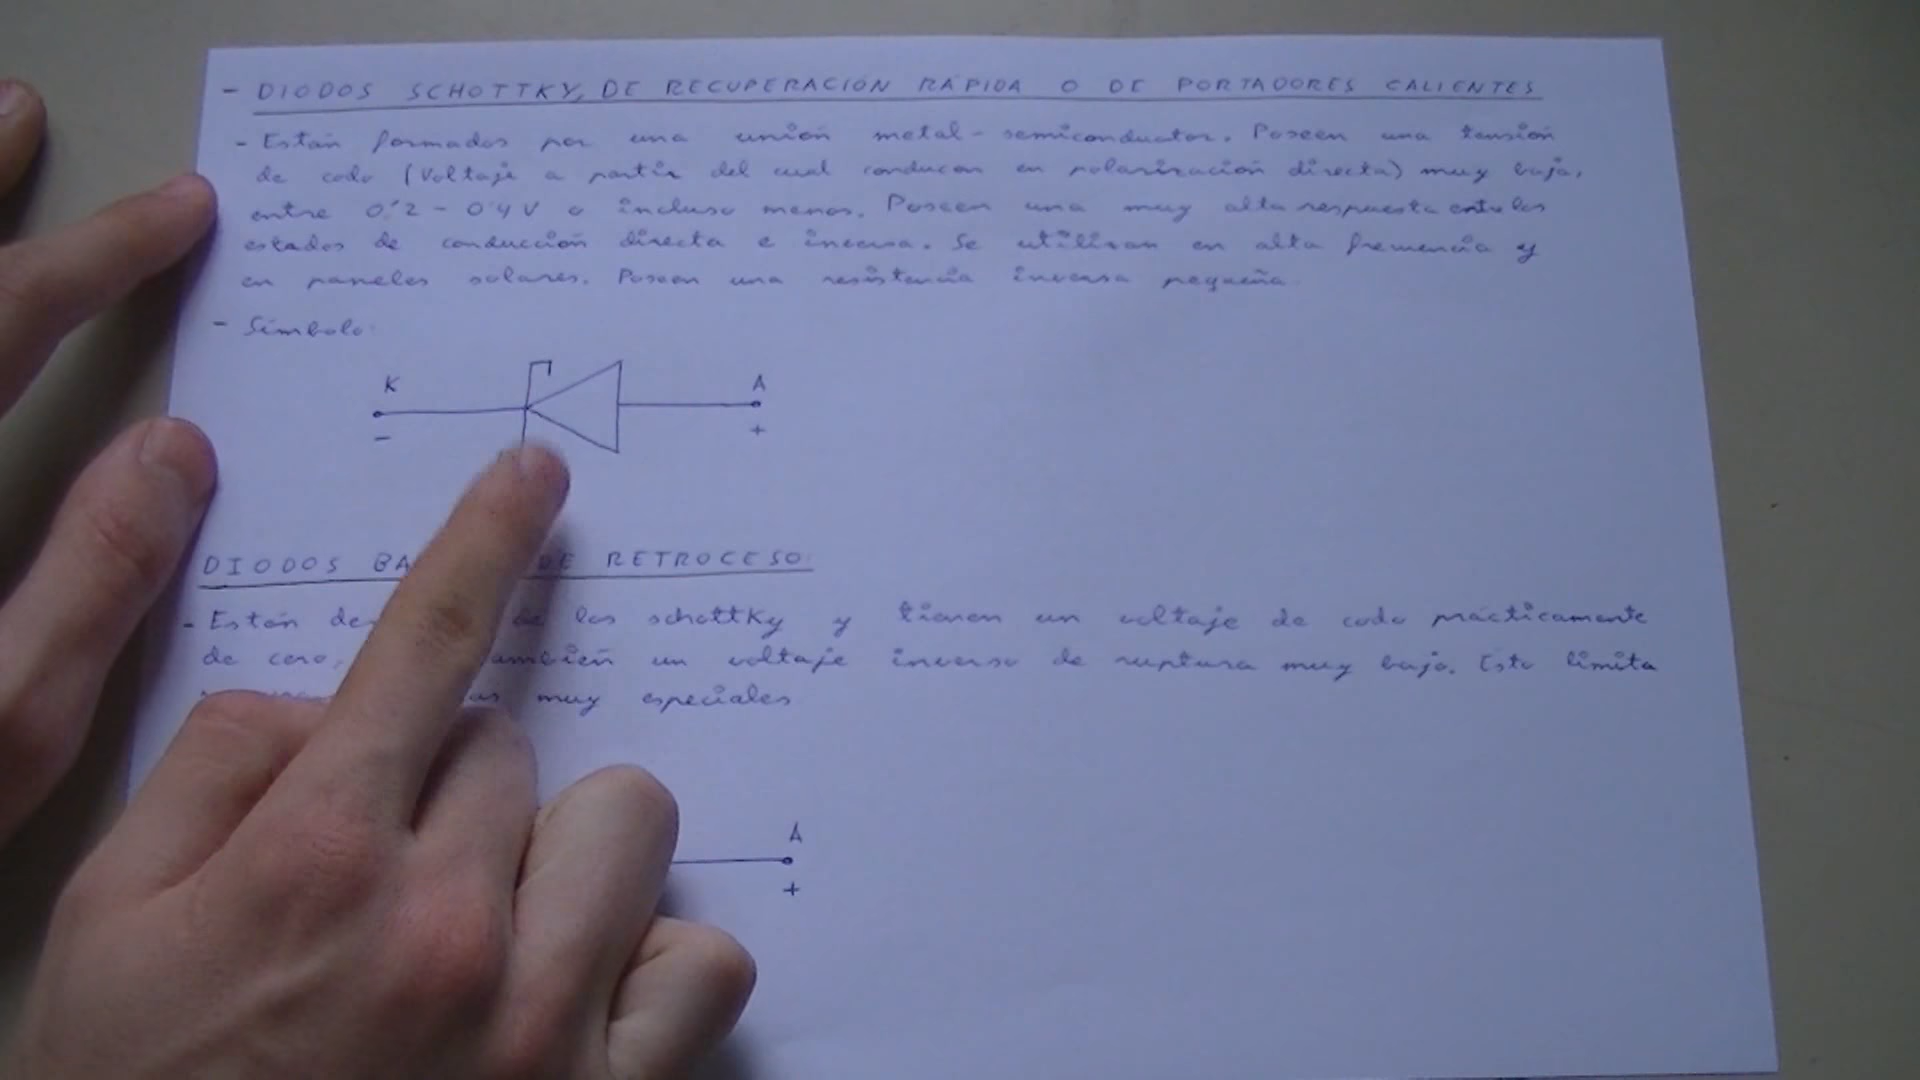 - DIODOS SCHOTTKY, DE RECUPERACIÓN RÁPIDA O DE PORTADORES CALIENTES
- Están formados por una unión metal-semiconductor. Poseen una tensión
de codo (Voltaje a partir del cual conducen en polarización directa) muy baja,
entre 0'2 - 0'4 V o incluso menos. Poseen una muy alta respuesta entre los
estados de conducción directa e inversa. Se utilizan en alta frecuencia y
en paneles solares. Poseen una resistencia inversa pequeña.
- Símbolo:
K A
- +
DIODOS DE RETROCESO:
- Están de los schottky y tienen un voltaje de codo prácticamente
de cero, también un voltaje inverso de ruptura muy bajo. Esto limita
muy especiales
A
+